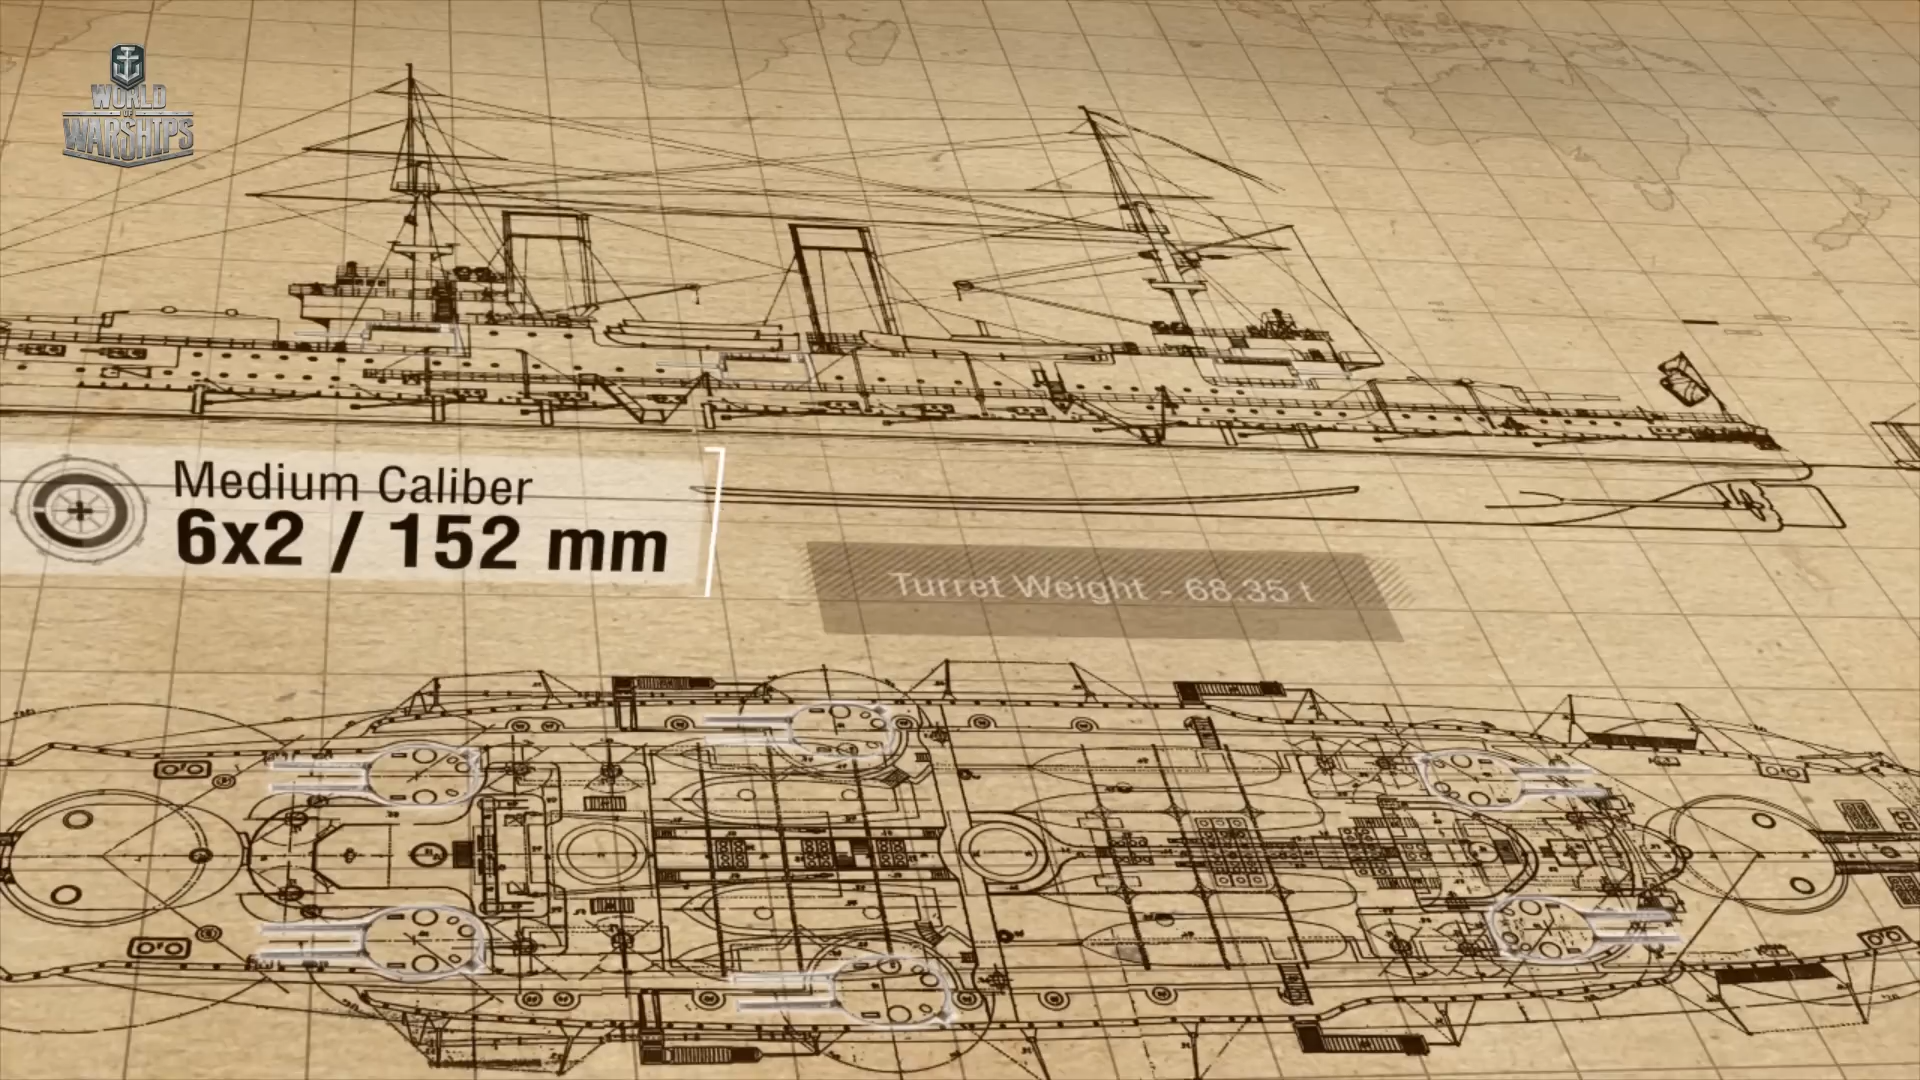 WORLD
OF
WARSHIPS
Medium Caliber
6x2 / 152 mm
Turret Weight - 68.35 t